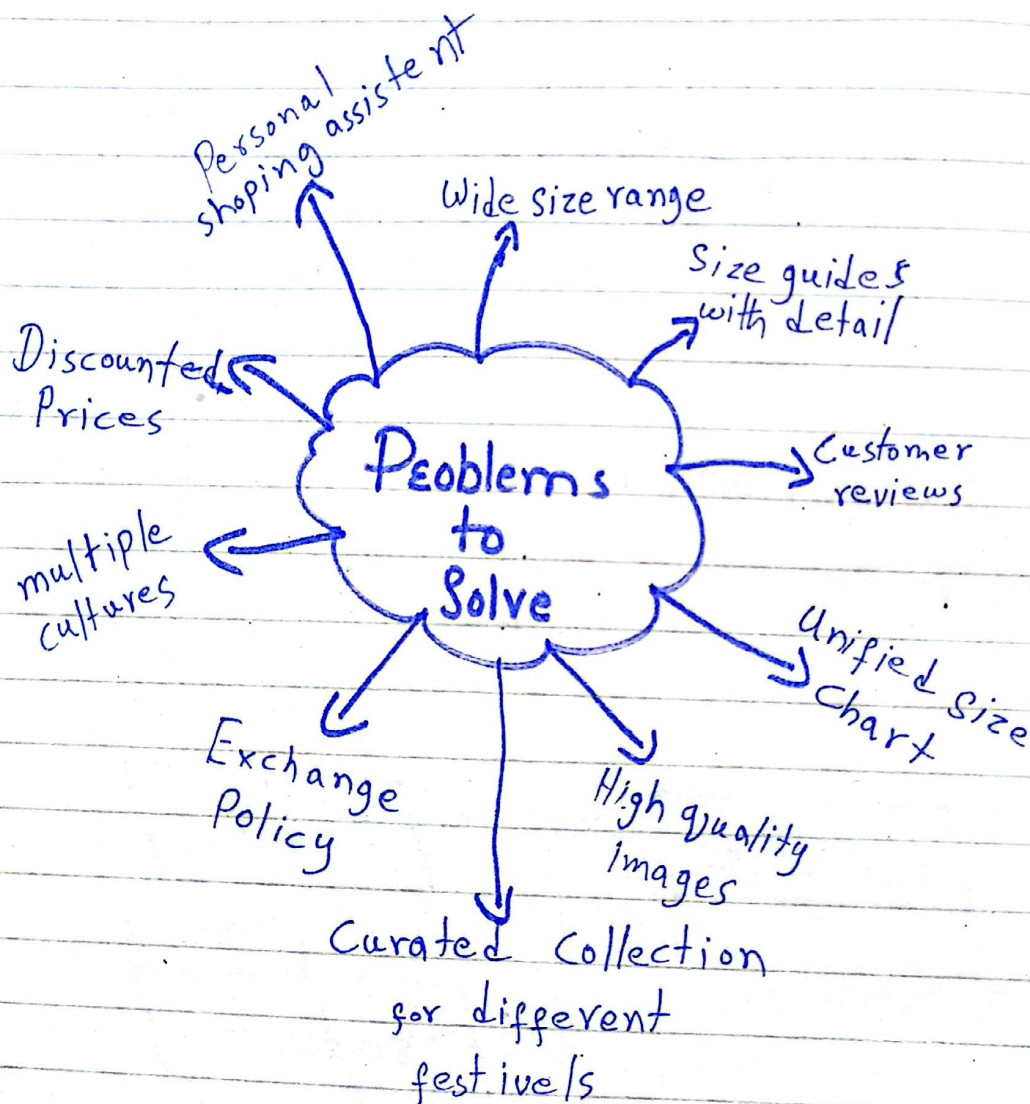 Personal
shoping assistent
Wide size range
Size guides
with detail
Discounted
Prices
Customer
reviews
Problems
to
Solve
multiple
cultures
Unified Size
Chart
Exchange
Policy
High quality
images
Curated Collection
for different
festivels